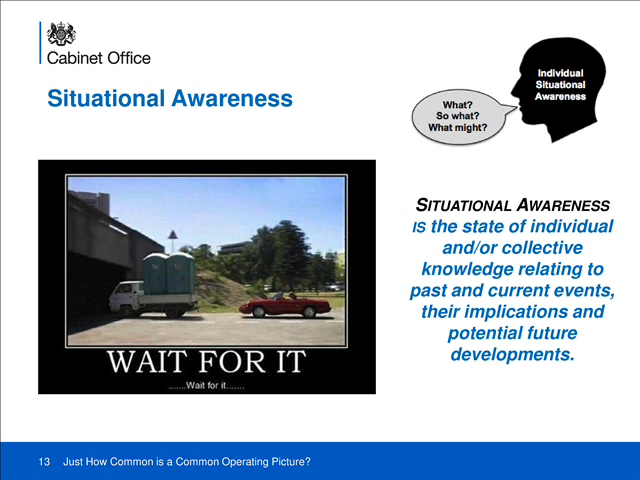 Cabinet Office
Situational Awareness
Individual
Situational
Awareness
What?
So what?
What might?
WAIT FOR IT
.......Wait for it.......
SITUATIONAL AWARENESS
IS the state of individual
and/or collective
knowledge relating to
past and current events,
their implications and
potential future
developments.
13 Just How Common is a Common Operating Picture?